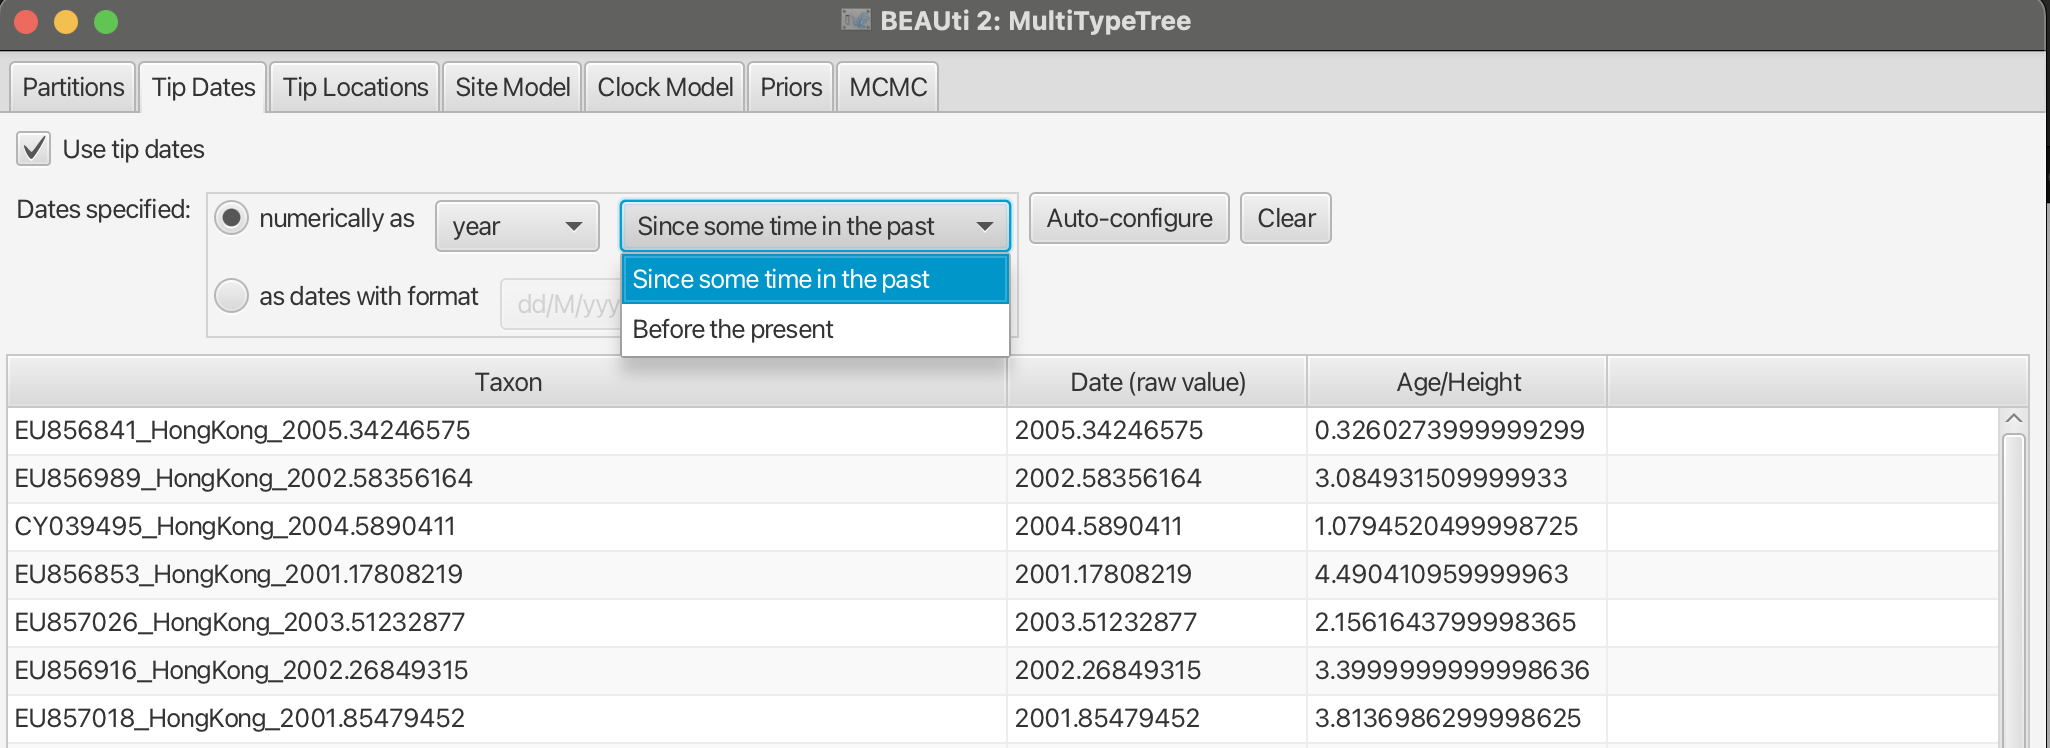 BEAUti 2: MultiTypeTree
Partitions Tip Dates Tip Locations Site Model Clock Model Priors MCMC
Use tip dates
Dates specified: numerically as year Since some time in the past Auto-configure Clear
Since some time in the past
as dates with format dd/M/yyy
Before the present
Taxon Date (raw value) Age/Height
EU856841_HongKong_2005.34246575 2005.34246575 0.3260273999999299
EU856989_HongKong_2002.58356164 2002.58356164 3.084931509999933
CY039495_HongKong_2004.5890411 2004.5890411 1.0794520499998725
EU856853_HongKong_2001.17808219 2001.17808219 4.490410959999963
EU857026_HongKong_2003.51232877 2003.51232877 2.1561643799998365
EU856916_HongKong_2002.26849315 2002.26849315 3.3999999999998636
EU857018_HongKong_2001.85479452 2001.85479452 3.8136986299998625